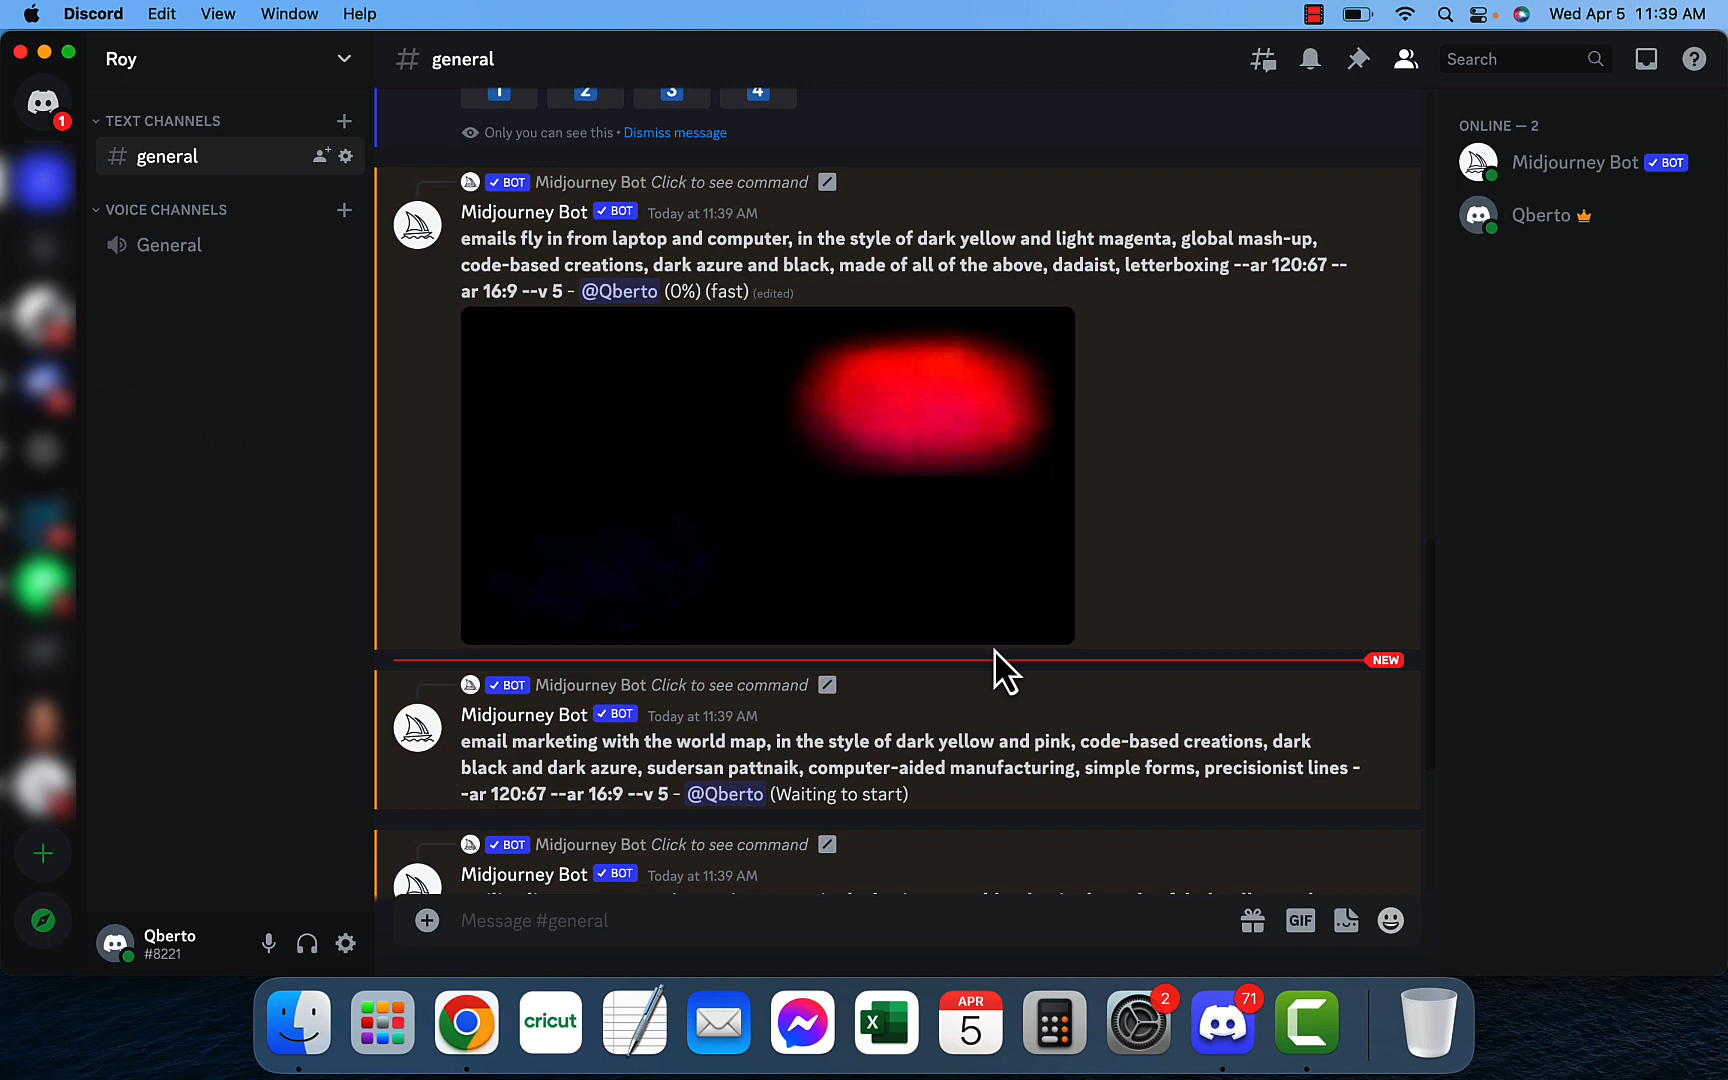 Discord Edit View Window Help
Wed Apr 5 11:39 AM
Roy
general
Search
1
TEXT CHANNELS
general
VOICE CHANNELS
General
1 2 3 4
Only you can see this • Dismiss message
BOT Midjourney Bot Click to see command
Midjourney Bot BOT Today at 11:39 AM
emails fly in from laptop and computer, in the style of dark yellow and light magenta, global mash-up,
code-based creations, dark azure and black, made of all of the above, dadaist, letterboxing --ar 120:67 --
ar 16:9 --v 5 - @Qberto (0%) (fast) (edited)
NEW
BOT Midjourney Bot Click to see command
Midjourney Bot BOT Today at 11:39 AM
email marketing with the world map, in the style of dark yellow and pink, code-based creations, dark
black and dark azure, sudersan pattnaik, computer-aided manufacturing, simple forms, precisionist lines -
-ar 120:67 --ar 16:9 --v 5 - @Qberto (Waiting to start)
BOT Midjourney Bot Click to see command
Midjourney Bot BOT Today at 11:39 AM
Message #general
GIF
ONLINE — 2
Midjourney Bot BOT
Qberto
Qberto
#8221
cricut
X
APR
5
2
71